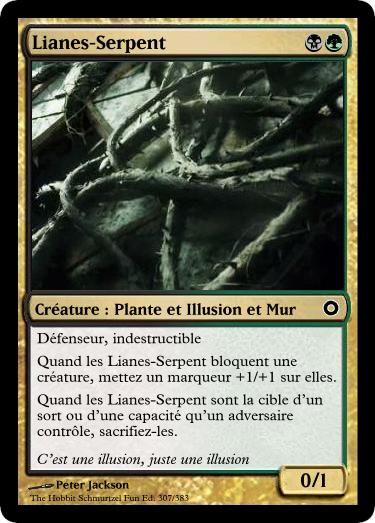 Lianes-Serpent
Créature : Plante et Illusion et Mur
Défenseur, indestructible
Quand les Lianes-Serpent bloquent une
créature, mettez un marqueur +1/+1 sur elles.
Quand les Lianes-Serpent sont la cible d'un
sort ou d'une capacité qu'un adversaire
contrôle, sacrifiez-les.
C'est une illusion, juste une illusion
0/1
Peter Jackson
The Hobbit Schmurtzel Fun Ed. 307/383